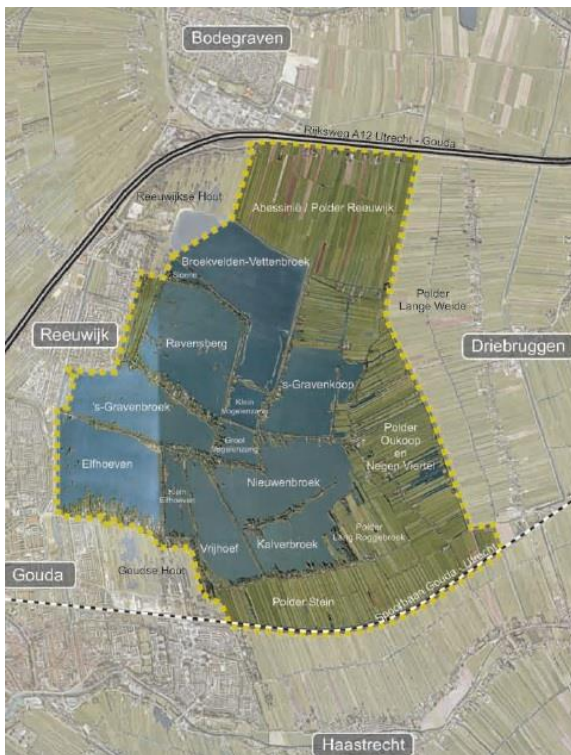 Bodegraven
Rijksweg A12 Utrecht - Gouda
Reeuwijkse Hout
Abessinië / Polder Reeuwijk
Broekvelden-Vettenbroek
Sloene
Polder
Lange Weide
Reeuwijk
Ravensberg
Driebruggen
's-Gravenkoop
Klein
Vogelenzang
's-Gravenbroek
Groot
Vogelenzang
Polder
Oukoop
en
Negen Viertel
Elfhoeven
Nieuwenbroek
Klein
Elfhoeven
Polder
Lang Roggebroek
Vrijhoef
Kalverbroek
Gouda
Goudse Hout
Spoorbaan Gouda - Utrecht
Polder Stein
Haastrecht